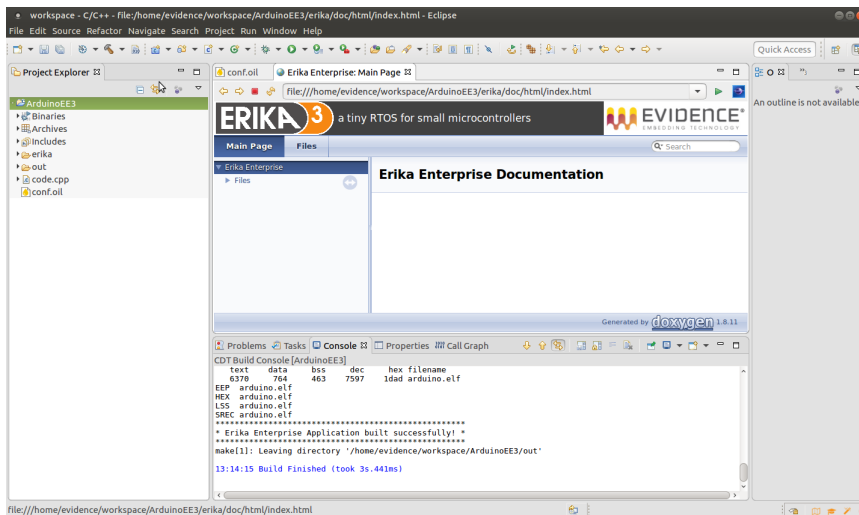 workspace - C/C++ - file:/home/evidence/workspace/ArduinoEE3/erika/doc/html/index.html - Eclipse
File Edit Source Refactor Navigate Search Project Run Window Help
Quick Access
Project Explorer
conf.oil
Erika Enterprise: Main Page
O
ArduinoEE3
Binaries
Archives
Includes
erika
out
code.cpp
conf.oil
file:///home/evidence/workspace/ArduinoEE3/erika/doc/html/index.html
An outline is not available
ERIKA 3 a tiny RTOS for small microcontrollers
EVIDENCE
EMBEDDING TECHNOLOGY
Main Page Files
Search
Erika Enterprise
Files
Erika Enterprise Documentation
Generated by doxygen 1.8.11
Problems Tasks Console Properties Call Graph
CDT Build Console [ArduinoEE3]
text data bss dec hex filename
6370 764 463 7597 1dad arduino.elf
EEP arduino.elf
HEX arduino.elf
LSS arduino.elf
SREC arduino.elf
****************************************************
* Erika Enterprise Application built successfully! *
****************************************************
make[1]: Leaving directory '/home/evidence/workspace/ArduinoEE3/out'
13:14:15 Build Finished (took 3s.441ms)
file:///home/evidence/workspace/ArduinoEE3/erika/doc/html/index.html